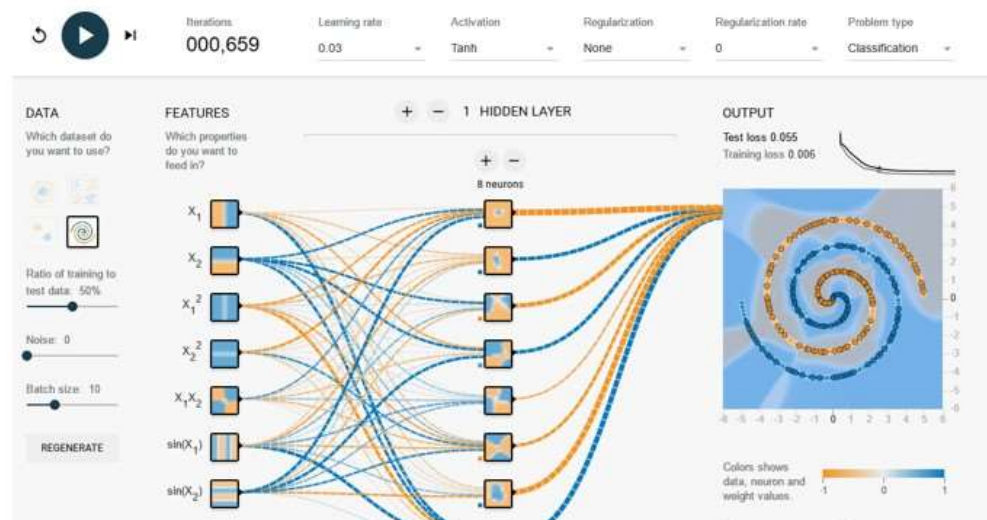 Iterations
000,659
Learning rate
0.03
Activation
Tanh
Regularization
None
Regularization rate
0
Problem type
Classification
DATA
Which dataset do
you want to use?
Ratio of training to
test data: 50%
Noise: 0
Batch size: 10
REGENERATE
FEATURES
Which properties
do you want to
feed in?
X₁
X₂
X₁²
X₂²
X₁X₂
sin(X₁)
sin(X₂)
+ − 1 HIDDEN LAYER
+ −
8 neurons
OUTPUT
Test loss 0.055
Training loss 0.006
6
5
4
3
2
1
0
-1
-2
-3
-4
-5
-6
-6 -5 -4 -3 -2 -1 0 1 2 3 4 5 6
Colors shows
data, neuron and
weight values.
-1 0 1